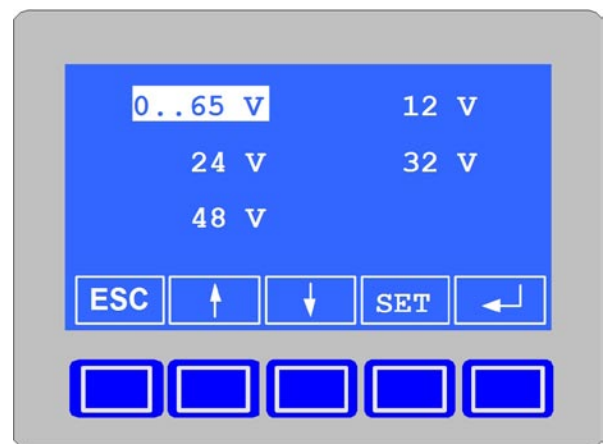 0..65 V 12 V
24 V 32 V
48 V
ESC ↑ ↓ SET ↵